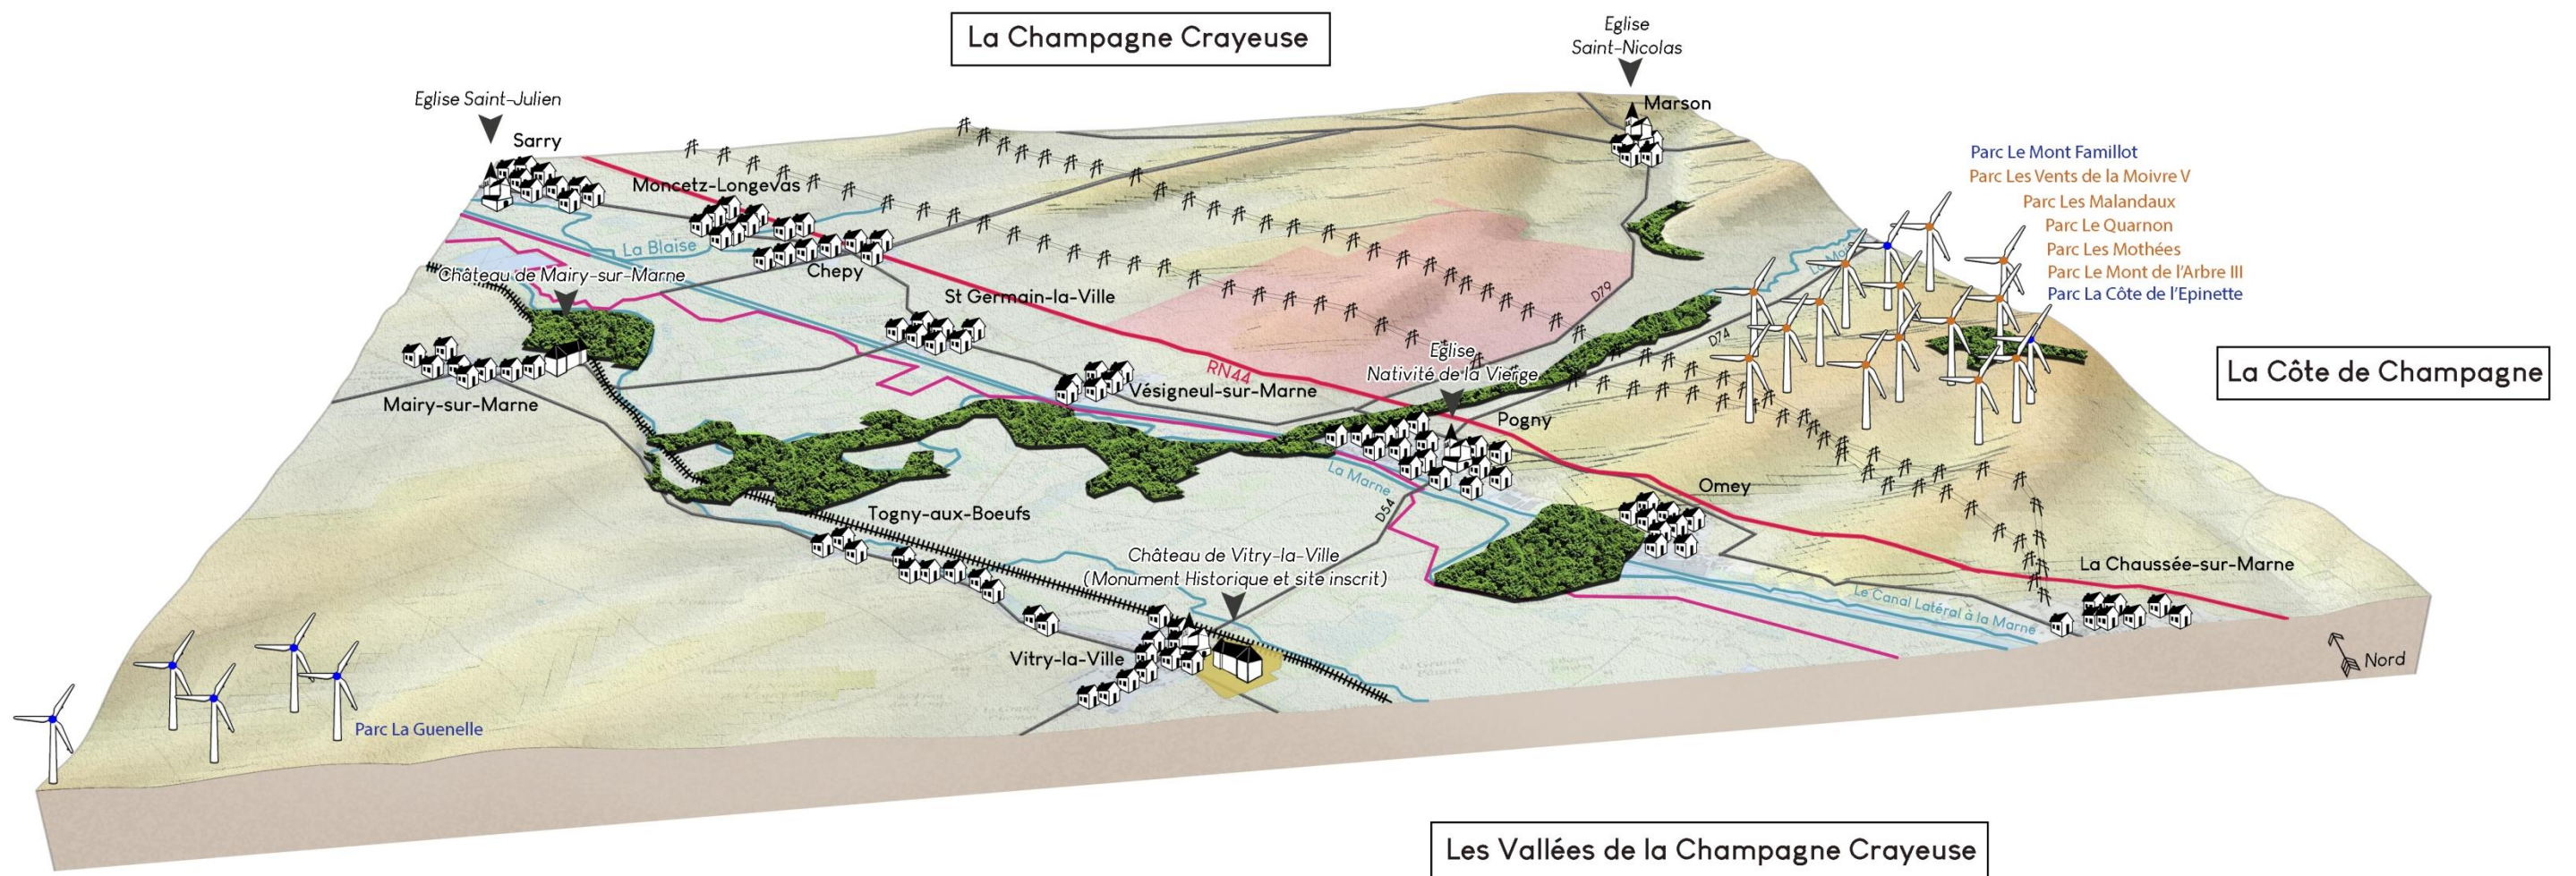 La Champagne Crayeuse
Eglise
Saint-Nicolas
Marson
Eglise Saint-Julien
Sarry
Moncetz-Longevas
La Blaise
Château de Mairy-sur-Marne
Chepy
St Germain-la-Ville
Mairy-sur-Marne
Vésigneul-sur-Marne
RN44
D79
D74
Eglise
Nativité de la Vierge
Pogny
Parc Le Mont Famillot
Parc Les Vents de la Moivre V
Parc Les Malandaux
Parc Le Quarnon
Parc Les Mothées
Parc Le Mont de l'Arbre III
Parc La Côte de l'Epinette
La Côte de Champagne
La Marne
D54
Omey
Togny-aux-Boeufs
Château de Vitry-la-Ville
(Monument Historique et site inscrit)
La Chaussée-sur-Marne
Le Canal Latéral à la Marne
Vitry-la-Ville
Nord
Parc La Guenelle
Les Vallées de la Champagne Crayeuse